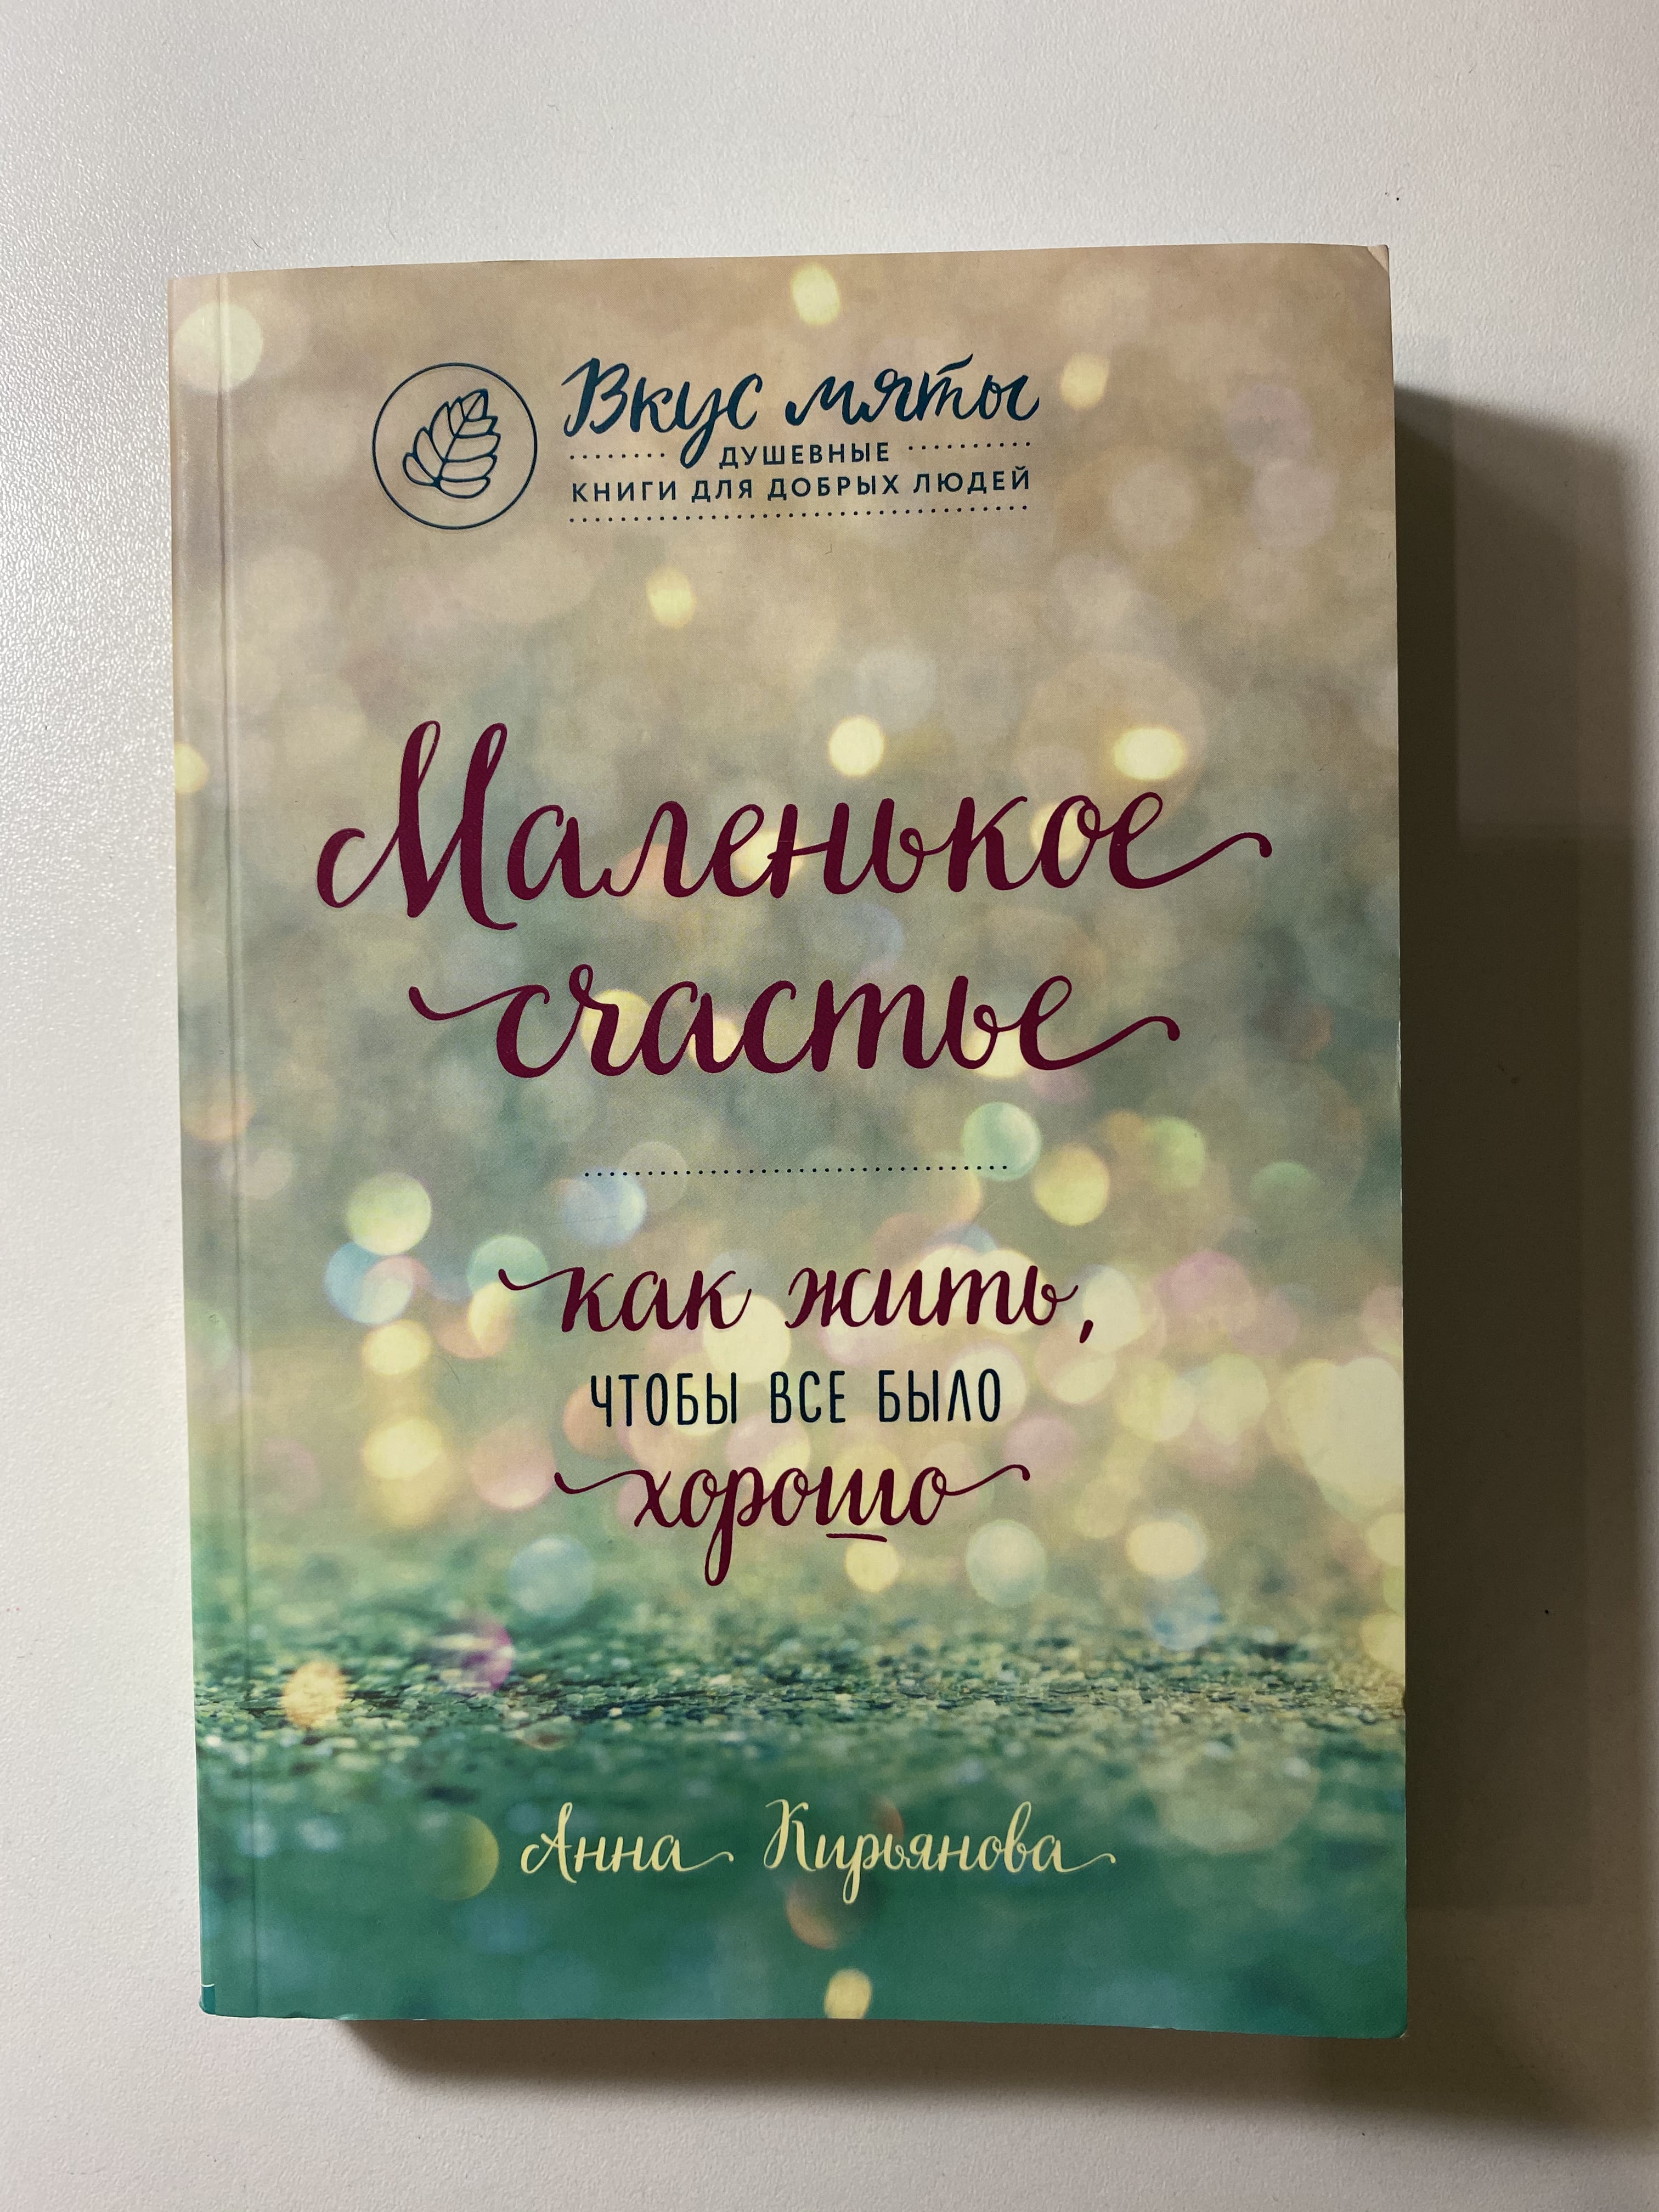 Вкус мяты
ДУШЕВНЫЕ
КНИГИ ДЛЯ ДОБРЫХ ЛЮДЕЙ
Маленькое
счастье
как жить,
ЧТОБЫ ВСЕ БЫЛО
хорошо
Анна Кирьянова